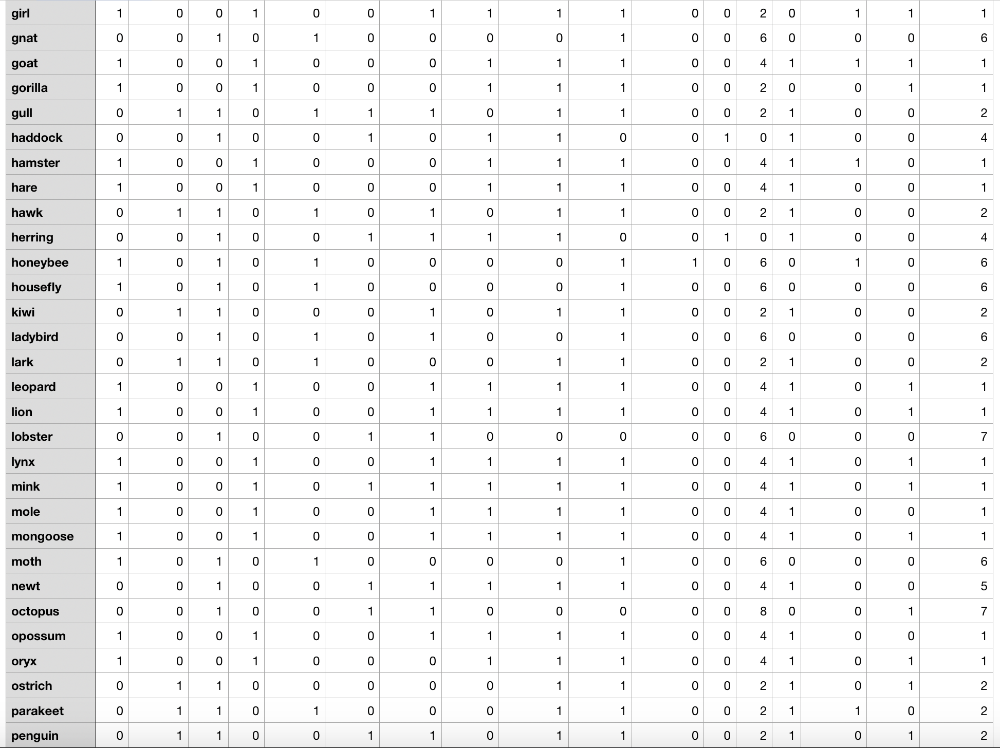 girl 1 0 0 1 0 0 1 1 1 1 0 0 2 0 1 1 1
gnat 0 0 1 0 1 0 0 0 0 1 0 0 6 0 0 0 6
goat 1 0 0 1 0 0 0 1 1 1 0 0 4 1 1 1 1
gorilla 1 0 0 1 0 0 0 1 1 1 0 0 2 0 0 1 1
gull 0 1 1 0 1 1 1 0 1 1 0 0 2 1 0 0 2
haddock 0 0 1 0 0 1 0 1 1 0 0 1 0 1 0 0 4
hamster 1 0 0 1 0 0 0 1 1 1 0 0 4 1 1 0 1
hare 1 0 0 1 0 0 0 1 1 1 0 0 4 1 0 0 1
hawk 0 1 1 0 1 0 1 0 1 1 0 0 2 1 0 0 2
herring 0 0 1 0 0 1 1 1 1 0 0 1 0 1 0 0 4
honeybee 1 0 1 0 1 0 0 0 0 1 1 0 6 0 1 0 6
housefly 1 0 1 0 1 0 0 0 0 1 0 0 6 0 0 0 6
kiwi 0 1 1 0 0 0 1 0 1 1 0 0 2 1 0 0 2
ladybird 0 0 1 0 1 0 1 0 0 1 0 0 6 0 0 0 6
lark 0 1 1 0 1 0 0 0 1 1 0 0 2 1 0 0 2
leopard 1 0 0 1 0 0 1 1 1 1 0 0 4 1 0 1 1
lion 1 0 0 1 0 0 1 1 1 1 0 0 4 1 0 1 1
lobster 0 0 1 0 0 1 1 0 0 0 0 0 6 0 0 0 7
lynx 1 0 0 1 0 0 1 1 1 1 0 0 4 1 0 1 1
mink 1 0 0 1 0 1 1 1 1 1 0 0 4 1 0 1 1
mole 1 0 0 1 0 0 1 1 1 1 0 0 4 1 0 0 1
mongoose 1 0 0 1 0 0 1 1 1 1 0 0 4 1 0 1 1
moth 1 0 1 0 1 0 0 0 0 1 0 0 6 0 0 0 6
newt 0 0 1 0 0 1 1 1 1 1 0 0 4 1 0 0 5
octopus 0 0 1 0 0 1 1 0 0 0 0 0 8 0 0 1 7
opossum 1 0 0 1 0 0 1 1 1 1 0 0 4 1 0 0 1
oryx 1 0 0 1 0 0 0 1 1 1 0 0 4 1 0 1 1
ostrich 0 1 1 0 0 0 0 0 1 1 0 0 2 1 0 1 2
parakeet 0 1 1 0 1 0 0 0 1 1 0 0 2 1 1 0 2
penguin 0 1 1 0 0 1 1 0 1 1 0 0 2 1 0 1 2